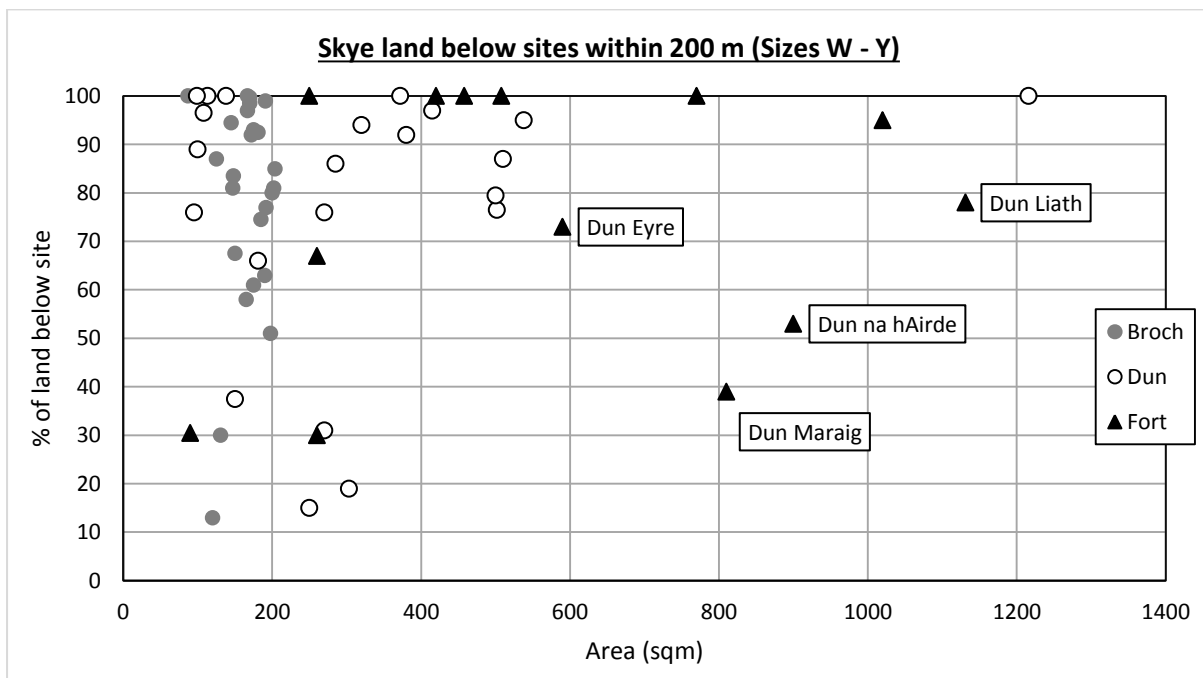 Skye land below sites within 200 m (Sizes W - Y)
% of land below site
100
90
80
70
60
50
40
30
20
10
0
Dun Liath
Dun Eyre
Dun na hAirde
Dun Maraig
Broch
Dun
Fort
0 200 400 600 800 1000 1200 1400
Area (sqm)